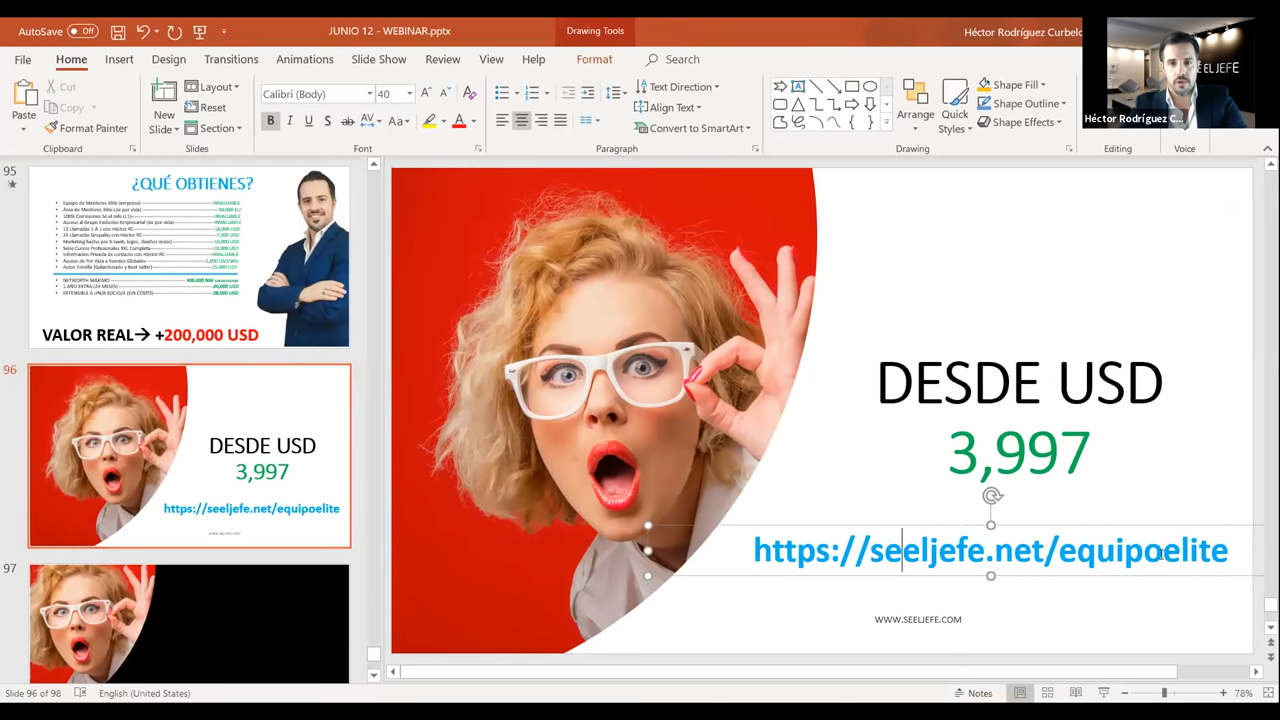 AutoSave Off
JUNIO 12 - WEBINAR.pptx
Drawing Tools
Héctor Rodríguez Curbelo
ÉELJEFE
Héctor Rodríguez C...
File Home Insert Design Transitions Animations Slide Show Review View Help Format Search
Paste
Cut
Copy
Format Painter
Clipboard
New
Slide
Layout
Reset
Section
Slides
Calibri (Body) 40
Font
Text Direction
Align Text
Convert to SmartArt
Paragraph
Arrange
Quick
Styles
Shape Fill
Shape Outline
Shape Effects
Drawing
Editing
Voice
95
¿QUÉ OBTIENES?
VALOR REAL→ +200,000 USD
96
DESDE USD
3,997
https://seeljefe.net/equipoelite
97
DESDE USD
3,997
https://seeljefe.net/equipoelite
WWW.SEELJEFE.COM
Slide 96 of 98
English (United States)
Notes
78%